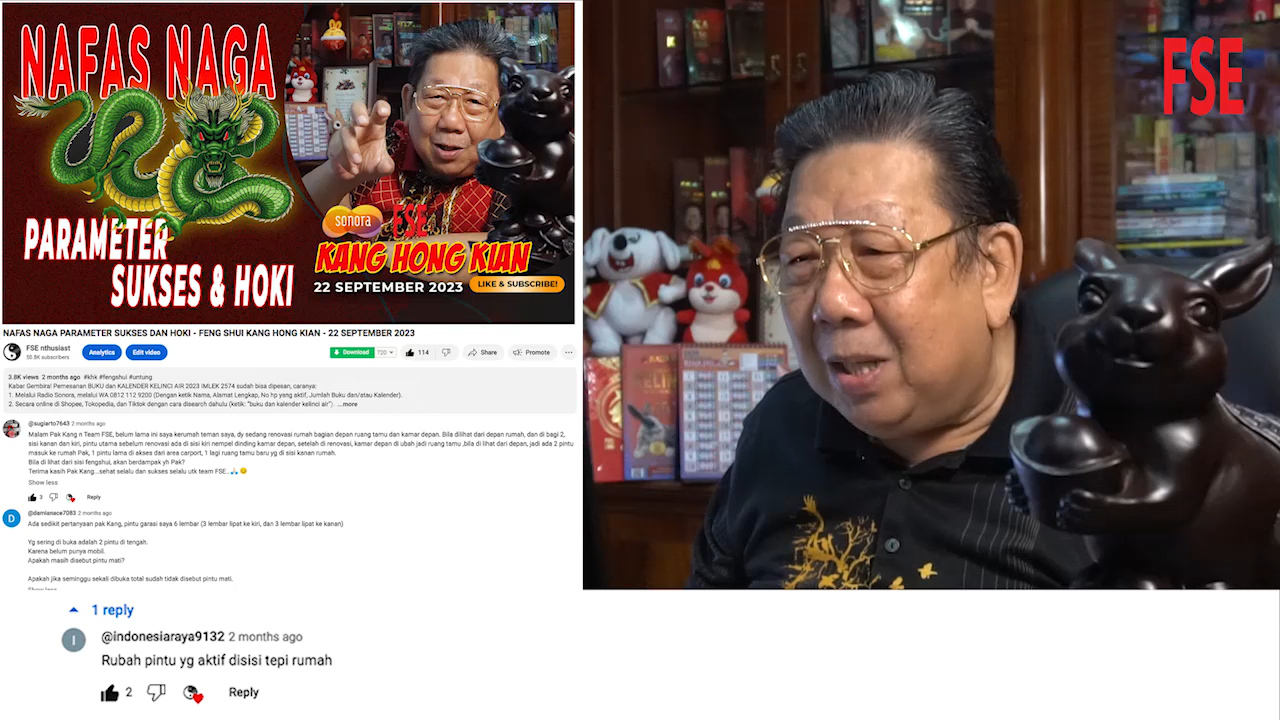 NAFAS NAGA
PARAMETER
SUKSES & HOKI
sonora
FSE
KANG HONG KIAN
22 SEPTEMBER 2023
LIKE & SUBSCRIBE!
FSE
NAFAS NAGA PARAMETER SUKSES DAN HOKI - FENG SHUI KANG HONG KIAN - 22 SEPTEMBER 2023
FSE nthusiast
50.8K subscribers
Analytics
Edit video
Download
720
114
Share
Promote
3.8K views 2 months ago #khk #fengshui #untung
Kabar Gembira! Pemesanan BUKU dan KALENDER KELINCI AIR 2023 IMLEK 2574 sudah bisa dipesan, caranya:
1. Melalui Radio Sonora, melalui WA 0812 112 9200 (Dengan ketik Nama, Alamat Lengkap, No hp yang aktif, Jumlah Buku dan/atau Kalender).
2. Secara online di Shopee, Tokopedia, dan Tiktok dengan cara disearch dahulu (ketik: "buku dan kalender kelinci air") ...more
@sugiarto7643 2 months ago
Malam Pak Kang n Team FSE, belum lama ini saya kerumah teman saya, dy sedang renovasi rumah bagian depan ruang tamu dan kamar depan. Bila dilihat dari depan rumah, dan di bagi 2,
sisi kanan dan kiri, pintu utama sebelum renovasi ada di sisi kiri nempel dinding kamar depan, setelah di renovasi, kamar depan di ubah jadi ruang tamu ,bila di lihat dari depan, jadi ada 2 pintu
masuk ke rumah Pak, 1 pintu lama di akses dari area carport, 1 lagi ruang tamu baru yg di sisi kanan rumah.
Bila di lihat dari sisi fengshui, akan berdampak yh Pak?
Terima kasih Pak Kang...sehat selalu dan sukses selalu utk team FSE..🙏😊
Show less
3
Reply
D
@damianace7083 2 months ago
Ada sedikit pertanyaan pak Kang, pintu garasi saya 6 lembar (3 lembar lipat ke kiri, dan 3 lembar lipat ke kanan)
Yg sering di buka adalah 2 pintu di tengah.
Karena belum punya mobil.
Apakah masih disebut pintu mati?
Apakah jika seminggu sekali dibuka total sudah tidak disebut pintu mati.
Show less
1 reply
I
@indonesiaraya9132 2 months ago
Rubah pintu yg aktif disisi tepi rumah
2
Reply